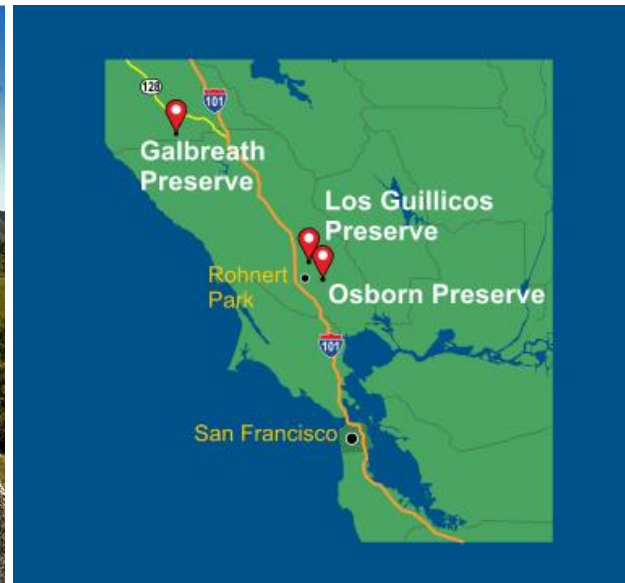 128
101
Galbreath
Preserve
Los Guillicos
Preserve
Rohnert
Park
Osborn Preserve
101
San Francisco